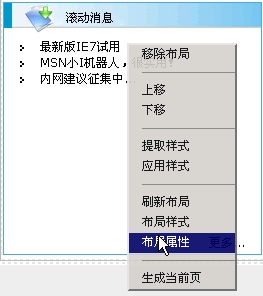 滚动消息
最新版IE7试用
MSN小I机器人，很实用！
内网建议征集中.
移除布局
上移
下移
提取样式
应用样式
刷新布局
布局样式
布局属性
更多...
生成当前页